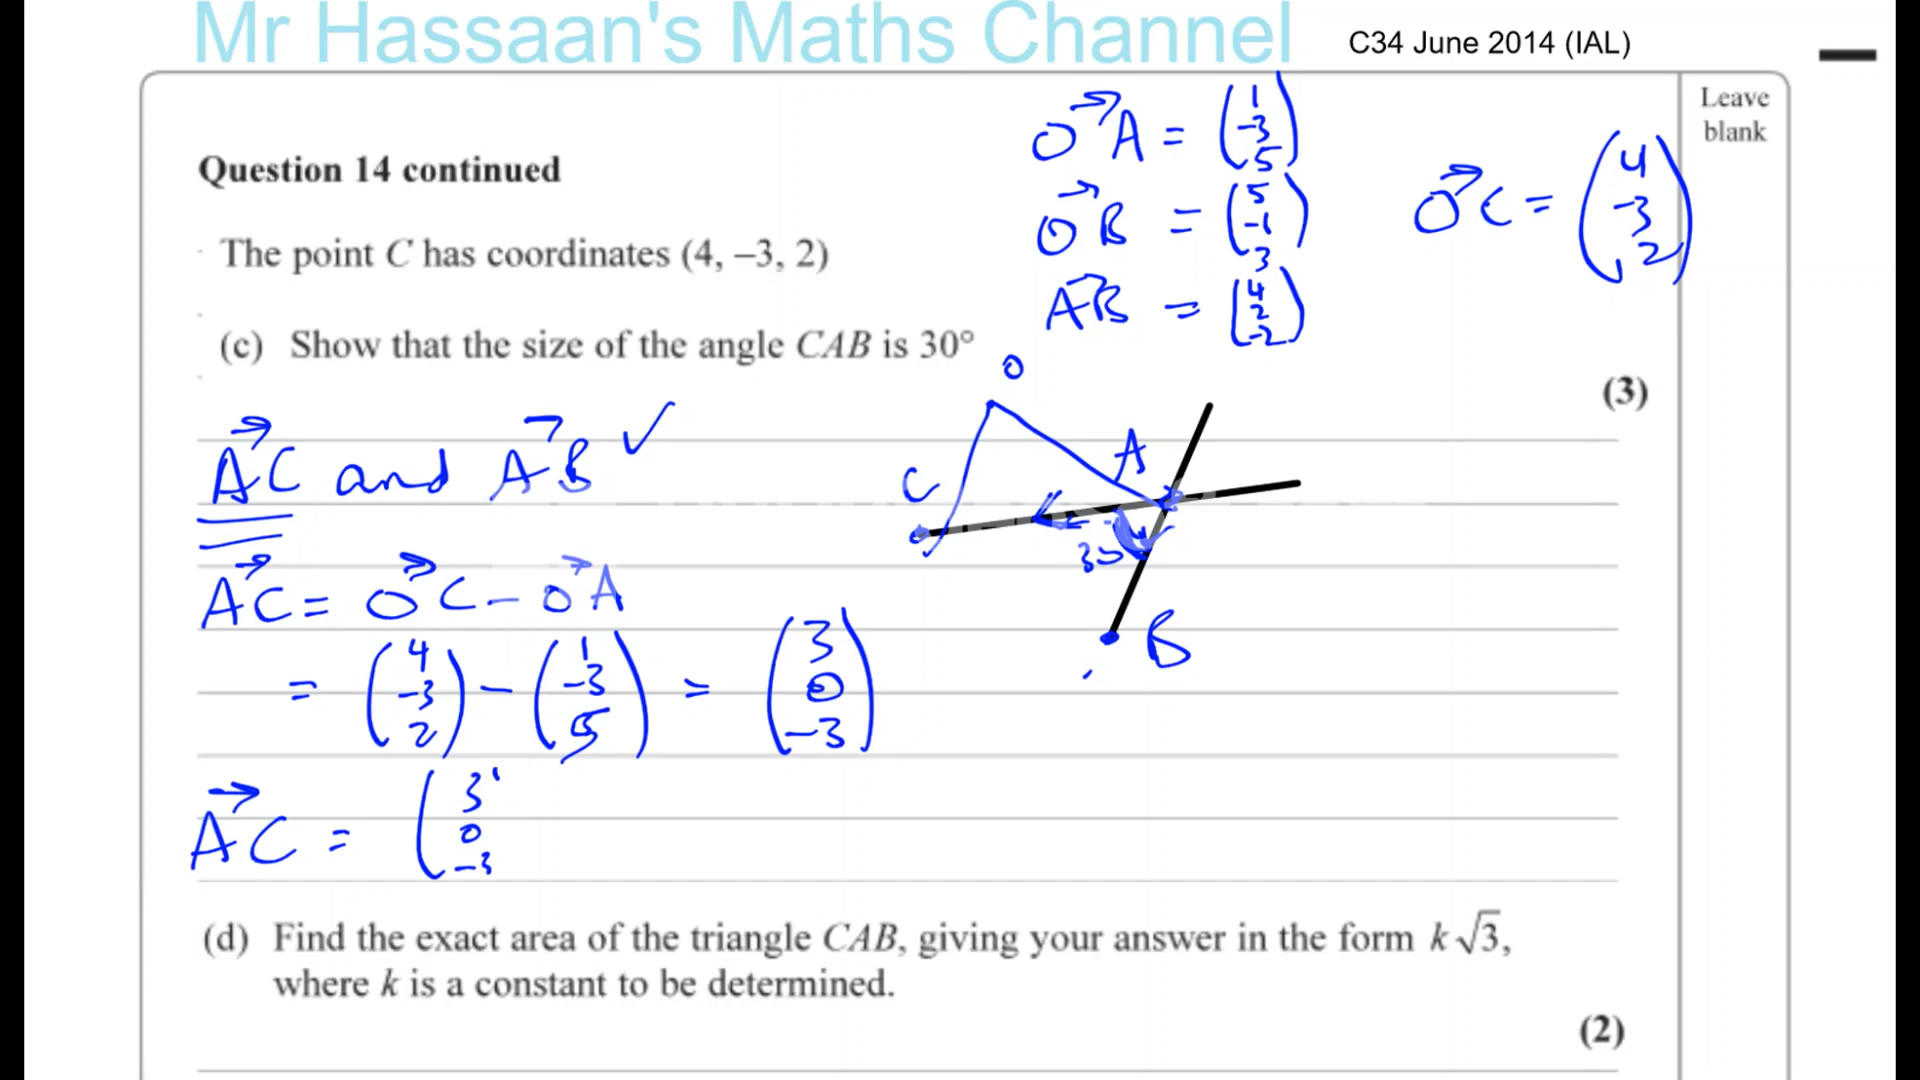 Mr Hassaan's Maths Channel
C34 June 2014 (IAL)
Leave
blank
Question 14 continued
The point C has coordinates (4, –3, 2)
(c) Show that the size of the angle CAB is 30°
(3)
OA = (1 -3 5)
OB = (5 -1 3)
AB = (4 2 -2)
OC = (4 -3 2)
O
A
C
30
B
AC and AB ✓
AC = OC - OA
= (4 -3 2) - (1 -3 5) = (3 0 -3)
AC = (3 0 -3
(d) Find the exact area of the triangle CAB, giving your answer in the form k√3,
where k is a constant to be determined.
(2)